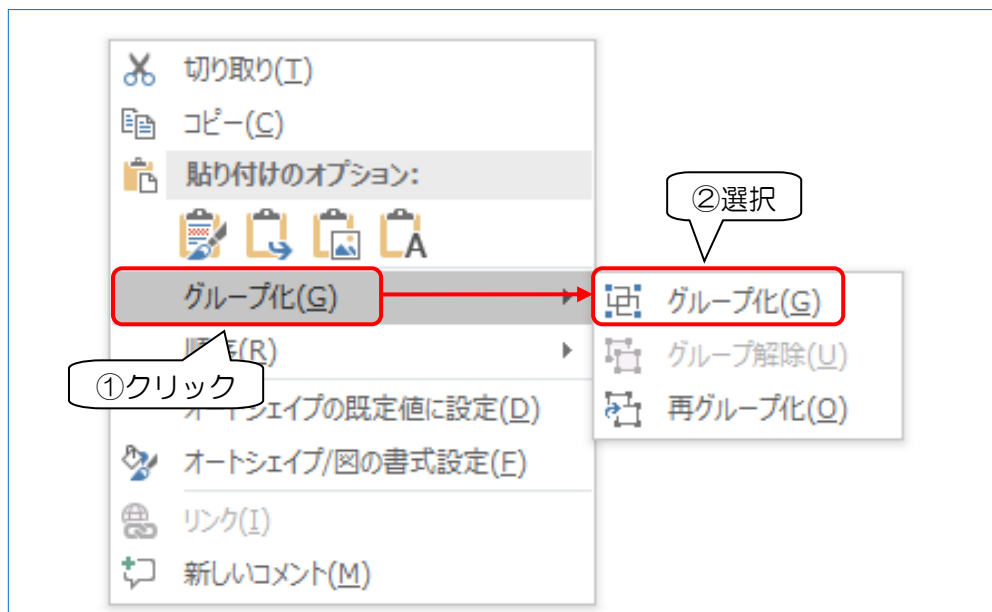 切り取り(T)
コピー(C)
貼り付けのオプション:
②選択
グループ化(G)
グループ化(G)
(R)
グループ解除(U)
①クリック
オートシェイプの既定値に設定(D)
再グループ化(O)
オートシェイプ/図の書式設定(F)
リンク(I)
新しいコメント(M)